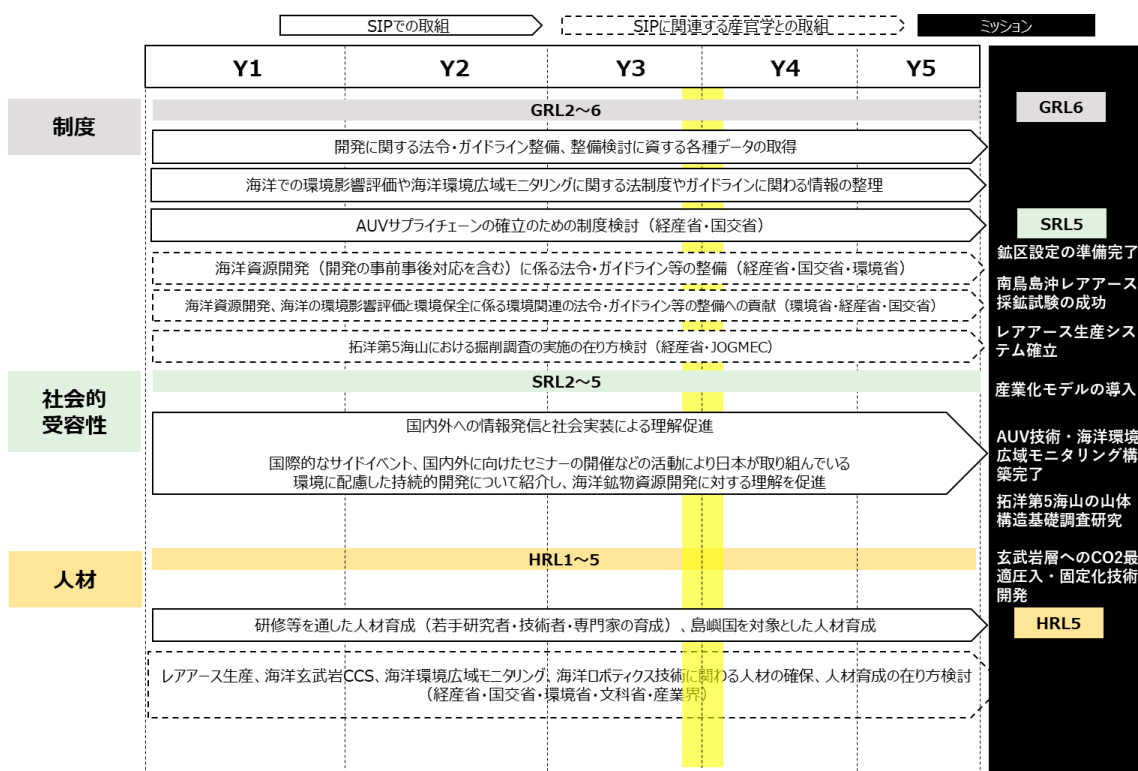 SIPでの取組
SIPに関連する産官学との取組
ミッション
Y1
Y2
Y3
Y4
Y5
制度
GRL2～6
GRL6
開発に関する法令・ガイドライン整備、整備検討に資する各種データの取得
海洋での環境影響評価や海洋環境広域モニタリングに関する法制度やガイドラインに関わる情報の整理
AUVサプライチェーンの確立のための制度検討（経産省・国交省）
海洋資源開発（開発の事前事後対応を含む）に係る法令・ガイドライン等の整備（経産省・国交省・環境省）
海洋資源開発、海洋の環境影響評価と環境保全に係る環境関連の法令・ガイドライン等の整備への貢献（環境省・経産省・国交省）
拓洋第5海山における掘削調査の実施の在り方検討（経産省・JOGMEC）
社会的
受容性
SRL2～5
国内外への情報発信と社会実装による理解促進
国際的なサイドイベント、国内外に向けたセミナーの開催などの活動により日本が取り組んでいる
環境に配慮した持続的開発について紹介し、海洋鉱物資源開発に対する理解を促進
人材
HRL1～5
研修等を通した人材育成（若手研究者・技術者・専門家の育成）、島嶼国を対象とした人材育成
レアアース生産、海洋玄武岩CCS、海洋環境広域モニタリング、海洋ロボティクス技術に関わる人材の確保、人材育成の在り方検討
（経産省・国交省・環境省・文科省・産業界）
SRL5
鉱区設定の準備完了
南鳥島沖レアアース
採鉱試験の成功
レアアース生産シス
テム確立
産業化モデルの導入
AUV技術・海洋環境
広域モニタリング構
築完了
拓洋第5海山の山体
構造基礎調査研究
玄武岩層へのCO2最
適圧入・固定化技術
開発
HRL5